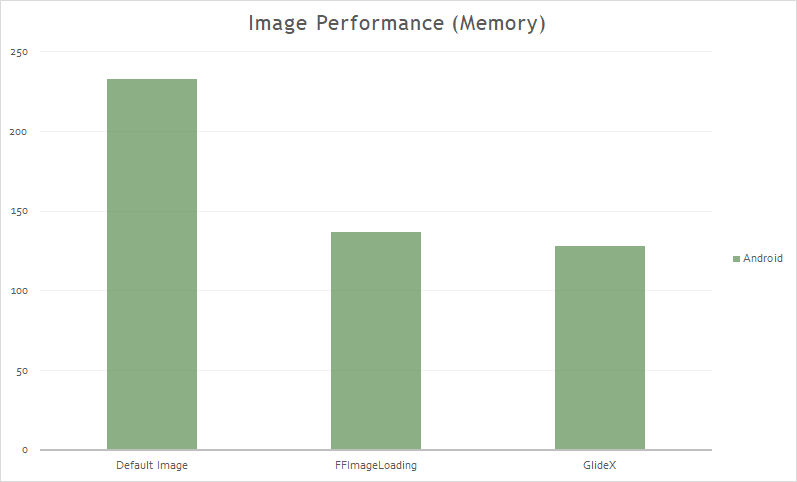 Image Performance (Memory)
250
200
150
100
50
0
Default Image
FFImageLoading
GlideX
Android